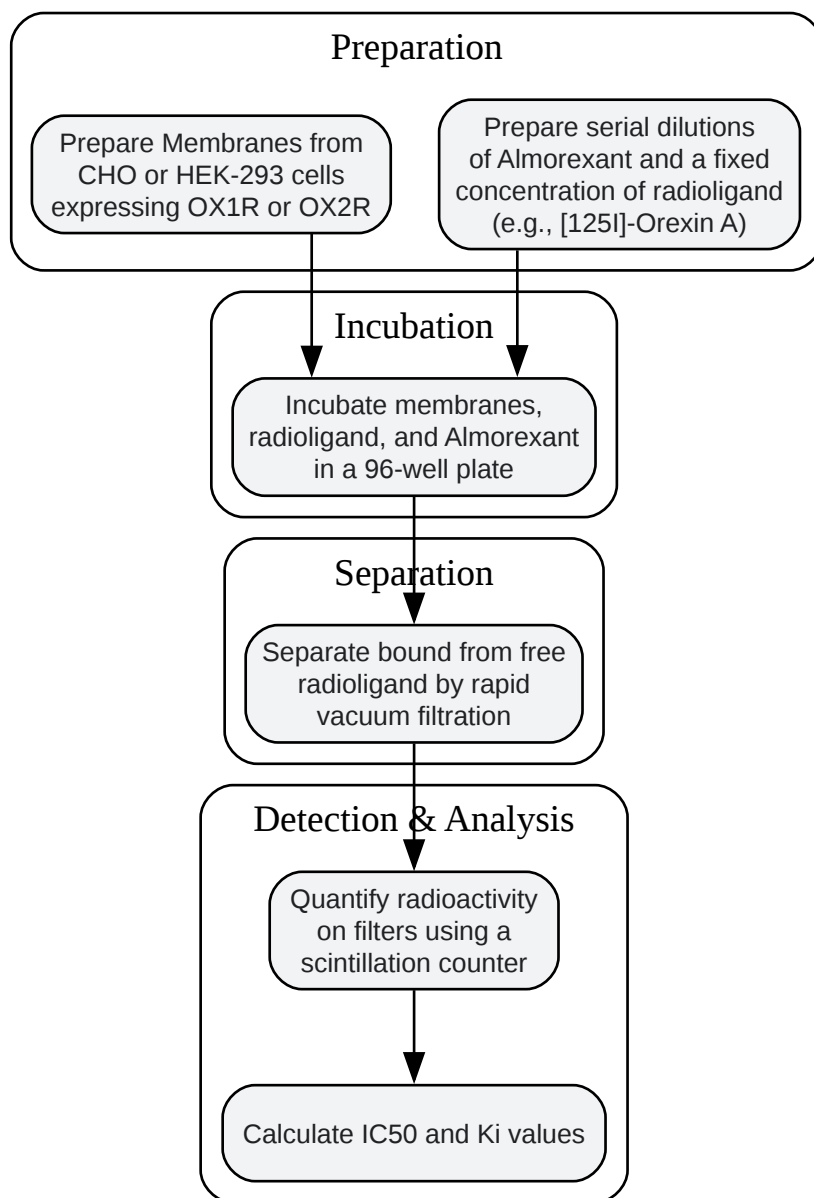 Preparation
Prepare Membranes from
CHO or HEK-293 cells
expressing OX1R or OX2R
Prepare serial dilutions
of Almorexant and a fixed
concentration of radioligand
(e.g., [125I]-Orexin A)
Incubation
Incubate membranes,
radioligand, and Almorexant
in a 96-well plate
Separation
Separate bound from free
radioligand by rapid
vacuum filtration
Detection & Analysis
Quantify radioactivity
on filters using a
scintillation counter
Calculate IC50 and Ki values